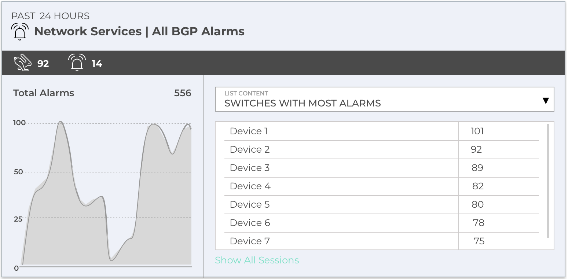 PAST 24 HOURS
Network Services | All BGP Alarms
92 14
Total Alarms 556
100
50
25
0
LIST CONTENT
SWITCHES WITH MOST ALARMS
Device 1 101
Device 2 92
Device 3 89
Device 4 82
Device 5 80
Device 6 78
Device 7 75
Show All Sessions